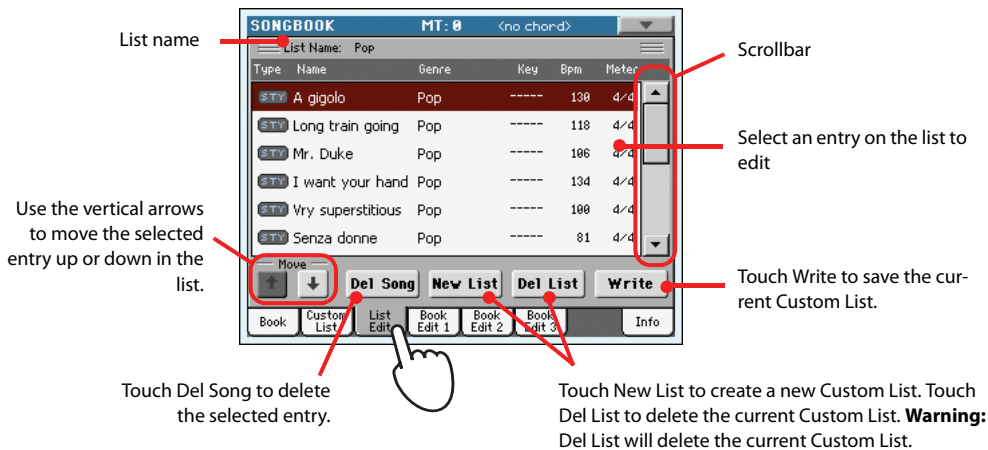 SONGBOOK MT: 0 <no chord>
List name
List Name: Pop
Scrollbar
Type Name Genre Key Bpm Meter
STY A gigolo Pop ----- 130 4/4
STY Long train going Pop ----- 118 4/4
STY Mr. Duke Pop ----- 106 4/4
STY I want your hand Pop ----- 134 4/4
STY Vry superstitious Pop ----- 100 4/4
STY Senza donne Pop ----- 81 4/4
Select an entry on the list to
edit
Use the vertical arrows
to move the selected
entry up or down in the
list.
Move
Del Song New List Del List Write
Touch Write to save the cur-
rent Custom List.
Book Custom List List Edit Book Edit 1 Book Edit 2 Book Edit 3 Info
Touch Del Song to delete
the selected entry.
Touch New List to create a new Custom List. Touch
Del List to delete the current Custom List. Warning:
Del List will delete the current Custom List.